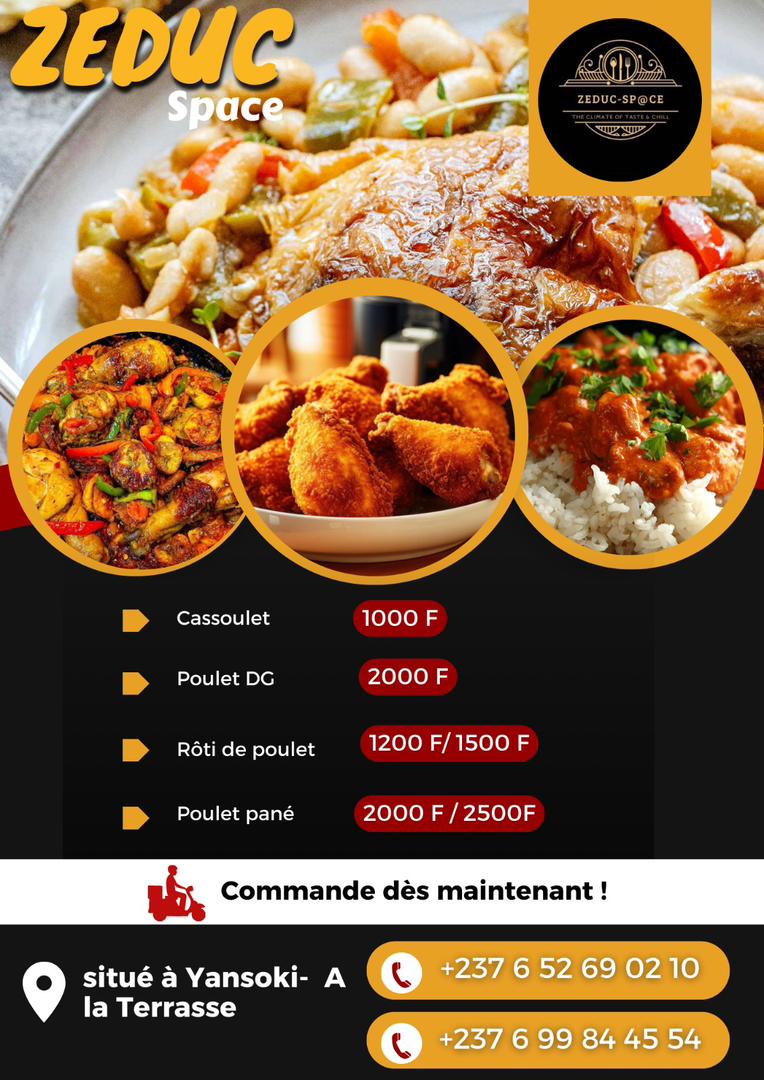 ZEDUC
Space
ZEDUC-SP@CE
THE CLIMATE OF TASTE & CHILL
Cassoulet 1000 F
Poulet DG 2000 F
Rôti de poulet 1200 F/ 1500 F
Poulet pané 2000 F / 2500F
Commande dès maintenant !
situé à Yansoki- A
la Terrasse
+237 6 52 69 02 10
+237 6 99 84 45 54